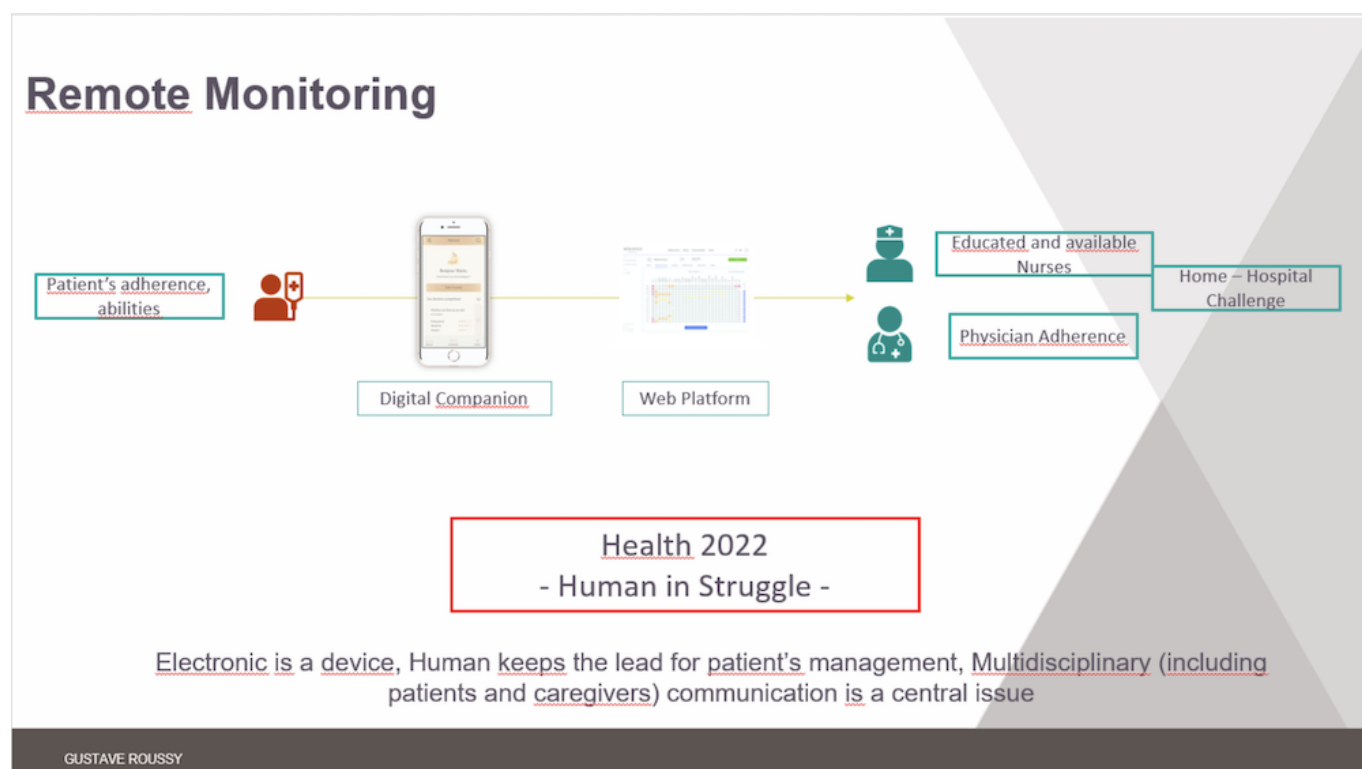 Remote Monitoring
Patient's adherence,
abilities
Digital Companion
Web Platform
Educated and available
Nurses
Physician Adherence
Home – Hospital
Challenge
Health 2022
- Human in Struggle -
Electronic is a device, Human keeps the lead for patient's management, Multidisciplinary (including
patients and caregivers) communication is a central issue
GUSTAVE ROUSSY